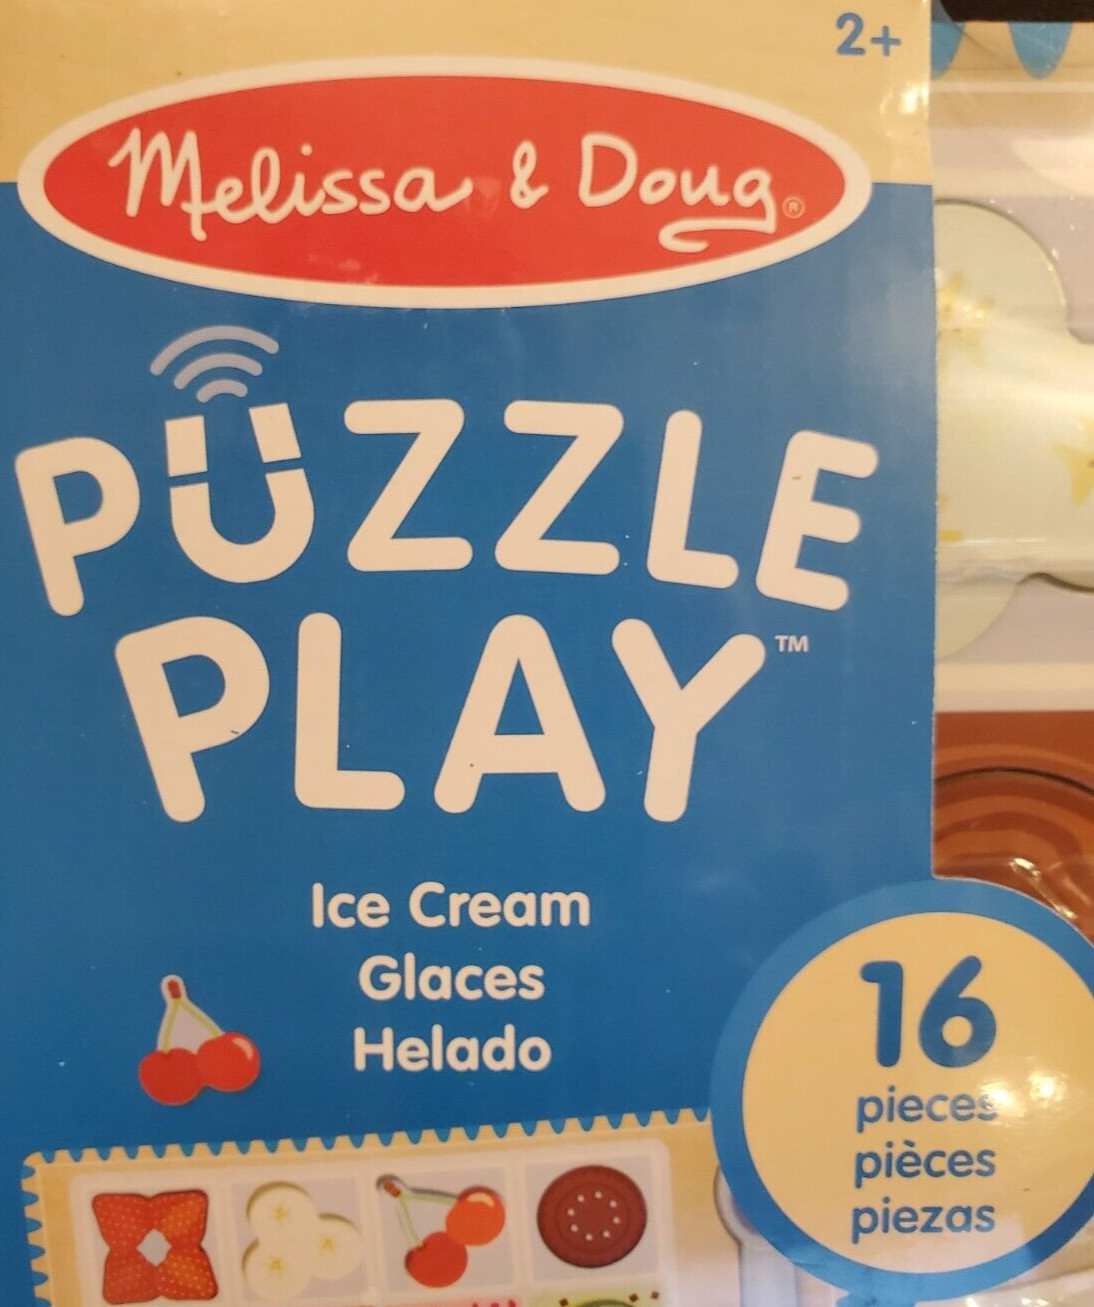 2+
Melissa & Doug®
PUZZLE
PLAY™
Ice Cream
Glaces
Helado
16
pieces
pièces
piezas